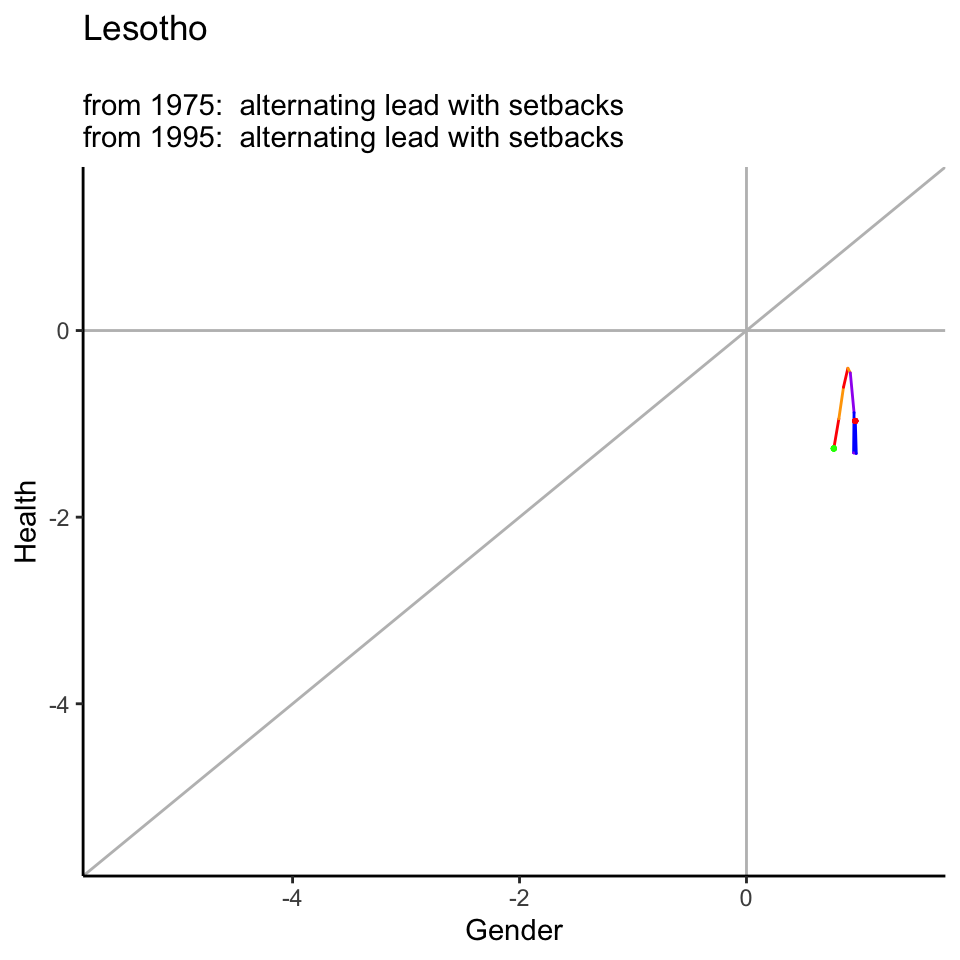 Lesotho
from 1975:  alternating lead with setbacks
from 1995:  alternating lead with setbacks
0
-2
-4
Health
-4
-2
0
Gender